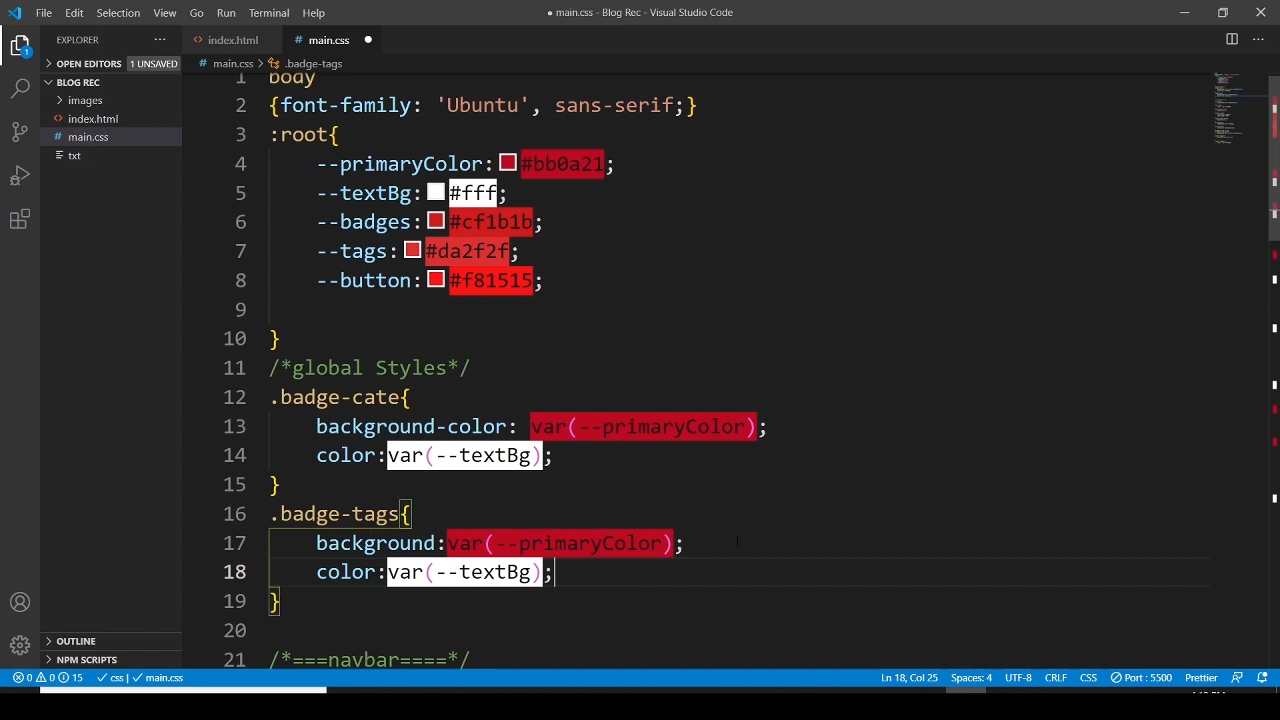 File Edit Selection View Go Run Terminal Help
● main.css - Blog Rec - Visual Studio Code
EXPLORER
index.html
main.css
OPEN EDITORS 1 UNSAVED
main.css > .badge-tags
BLOG REC
images
index.html
main.css
txt
1
1 body
2 {font-family: 'Ubuntu', sans-serif;}
3 :root{
4 --primaryColor: #bb0a21;
5 --textBg: #fff;
6 --badges: #cf1b1b;
7 --tags: #da2f2f;
8 --button: #f81515;
9
10 }
11 /*global Styles*/
12 .badge-cate{
13 background-color: var(--primaryColor);
14 color:var(--textBg);
15 }
16 .badge-tags{
17 background:var(--primaryColor);
18 color:var(--textBg);
19 }
20
21 /*===navbar====*/
OUTLINE
NPM SCRIPTS
0 0 15 css | main.css Ln 18, Col 25 Spaces: 4 UTF-8 CRLF CSS Port : 5500 Prettier